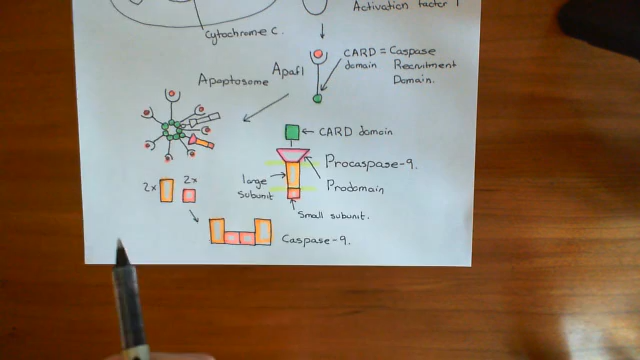 Activation factor 1
Cytochrome C.
Apaf1
CARD = Caspase
domain Recruitment
Domain.
Apoptosome
CARD domain
Procaspase-9.
Prodomain
large
subunit
2x
2x
Small subunit.
Caspase-9.